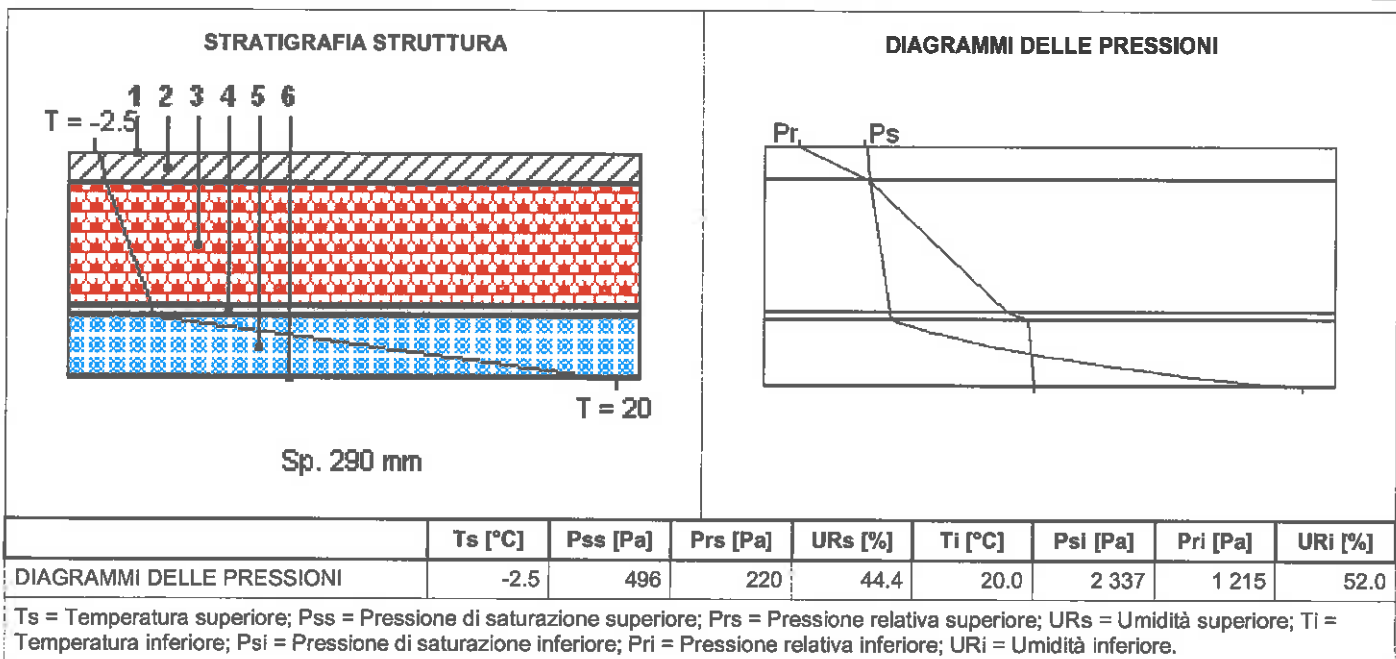 STRATIGRAFIA STRUTTURA
1 2 3 4 5 6
T = -2.5
T = 20
Sp. 290 mm
DIAGRAMMI DELLE PRESSIONI
Pr Ps
Ts [°C] Pss [Pa] Prs [Pa] URs [%] Ti [°C] Psi [Pa] Pri [Pa] URi [%]
DIAGRAMMI DELLE PRESSIONI -2.5 496 220 44.4 20.0 2 337 1 215 52.0
Ts = Temperatura superiore; Pss = Pressione di saturazione superiore; Prs = Pressione relativa superiore; URs = Umidità superiore; Ti =
Temperatura inferiore; Psi = Pressione di saturazione inferiore; Pri = Pressione relativa inferiore; URi = Umidità inferiore.